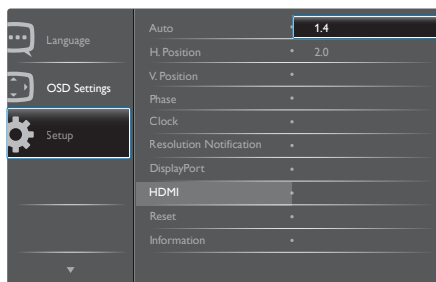 Language
OSD Settings
Setup
Auto
H. Position
V. Position
Phase
Clock
Resolution Notification
DisplayPort
HDMI
Reset
Information
1.4
2.0